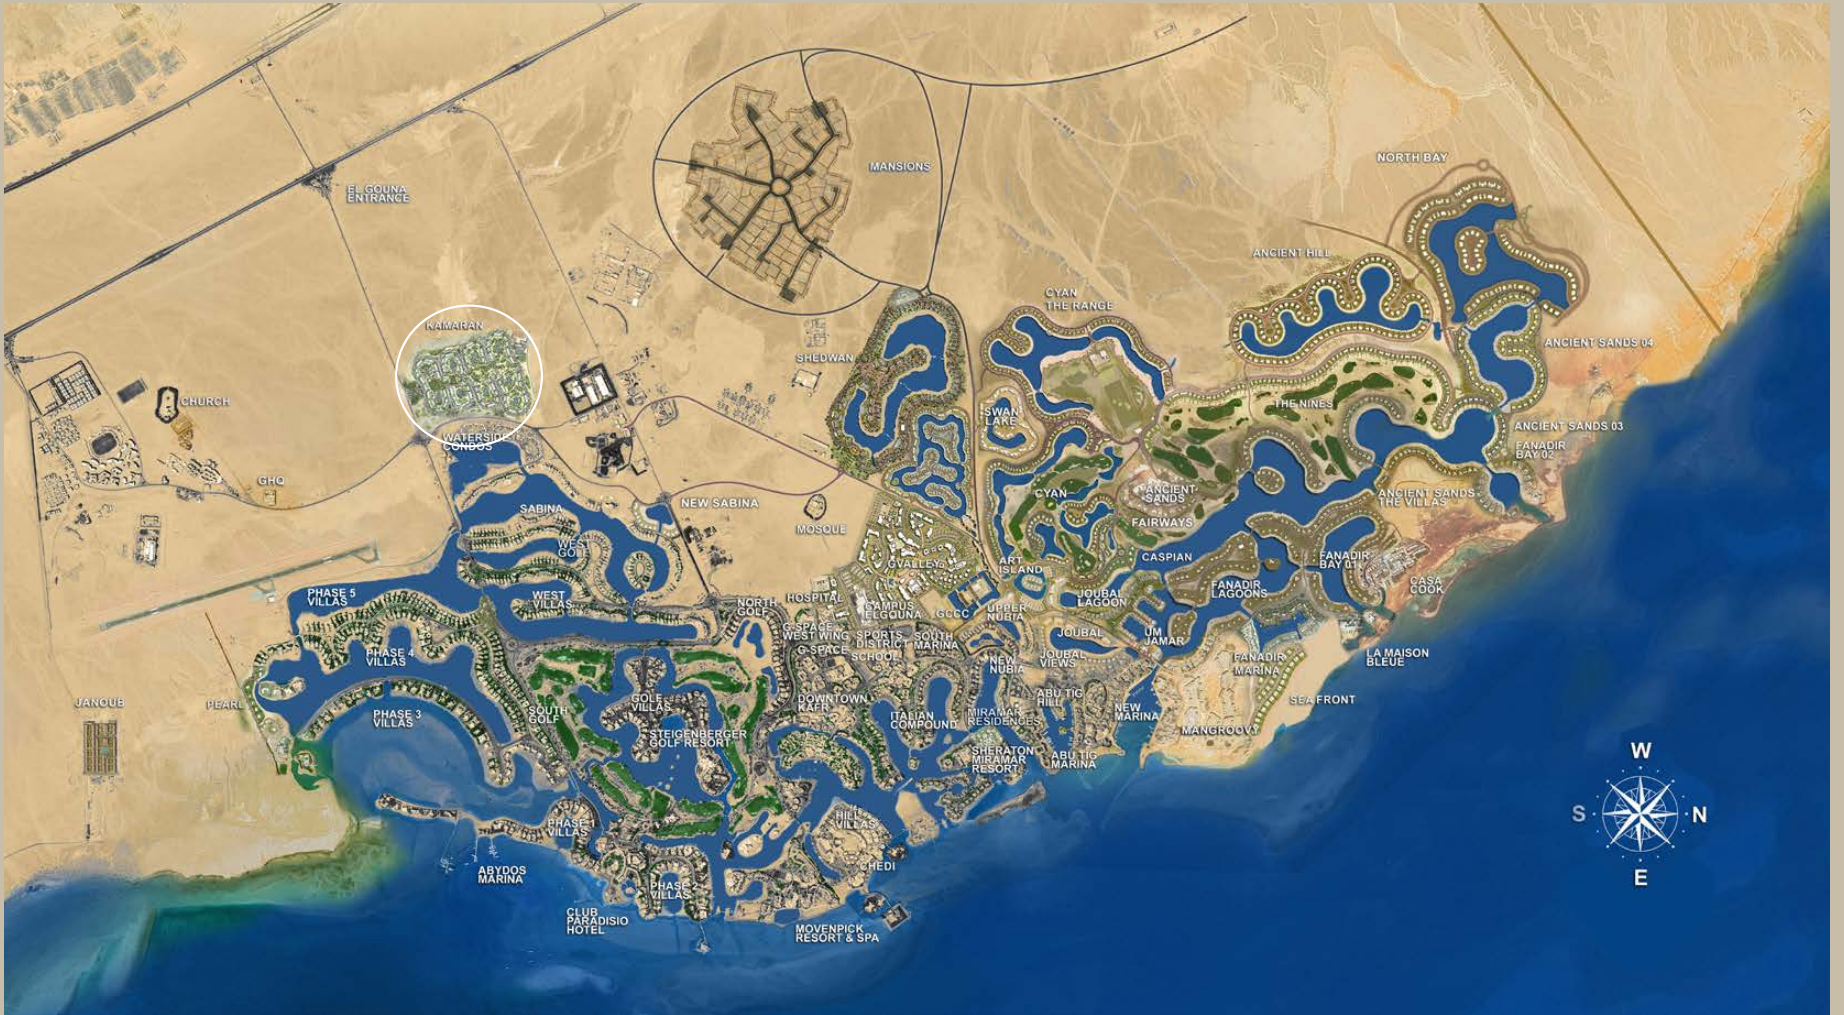 NORTH BAY
MANSIONS
EL GOUNA
ENTRANCE
ANCIENT HILL
CYAN
THE RANGE
KAMARAN
ANCIENT SANDS 04
SHEDWAN
CHURCH
THE NINES
SWAN
LAKE
ANCIENT SANDS 03
WATERSIDE
CONDOS
FANADIR
BAY 02
GHQ
CYAN
ANCIENT
SANDS
ANCIENT SANDS
THE VILLAS
SABINA
NEW SABINA
MOSQUE
FAIRWAYS
WEST
GOLF
CASPIAN
GVALLEY
ART
ISLAND
FANADIR
BAY 01
CASA
COOK
PHASE 5
VILLAS
WEST
VILLAS
NORTH
GOLF
HOSPITAL
CAMPUS
ELGOUNA
GCCC
UPPER
NUBIA
JOUBAL
LAGOON
FANADIR
LAGOONS
G-SPACE
WEST WING
SPORTS
DISTRICT
SOUTH
MARINA
JOUBAL
UM
JAMAR
G-SPACE
SCHOOL
NEW
NUBIA
JOUBAL
VIEWS
FANADIR
MARINA
LA MAISON
BLEUE
PHASE 4
VILLAS
JANOUB
PEARL
PHASE 3
VILLAS
SOUTH
GOLF
GOLF
VILLAS
DOWNTOWN
KAFR
ITALIAN
COMPOUND
MIRAMAR
RESIDENCES
ABU TIG
HILL
NEW
MARINA
SEA FRONT
MANGROOVY
STEIGENBERGER
GOLF RESORT
SHERATON
MIRAMAR
RESORT
ABU TIG
MARINA
W
S
N
E
PHASE 1
VILLAS
HILL
VILLAS
CHEDI
ABYDOS
MARINA
PHASE 2
VILLAS
CLUB
PARADISIO
HOTEL
MOVENPICK
RESORT & SPA